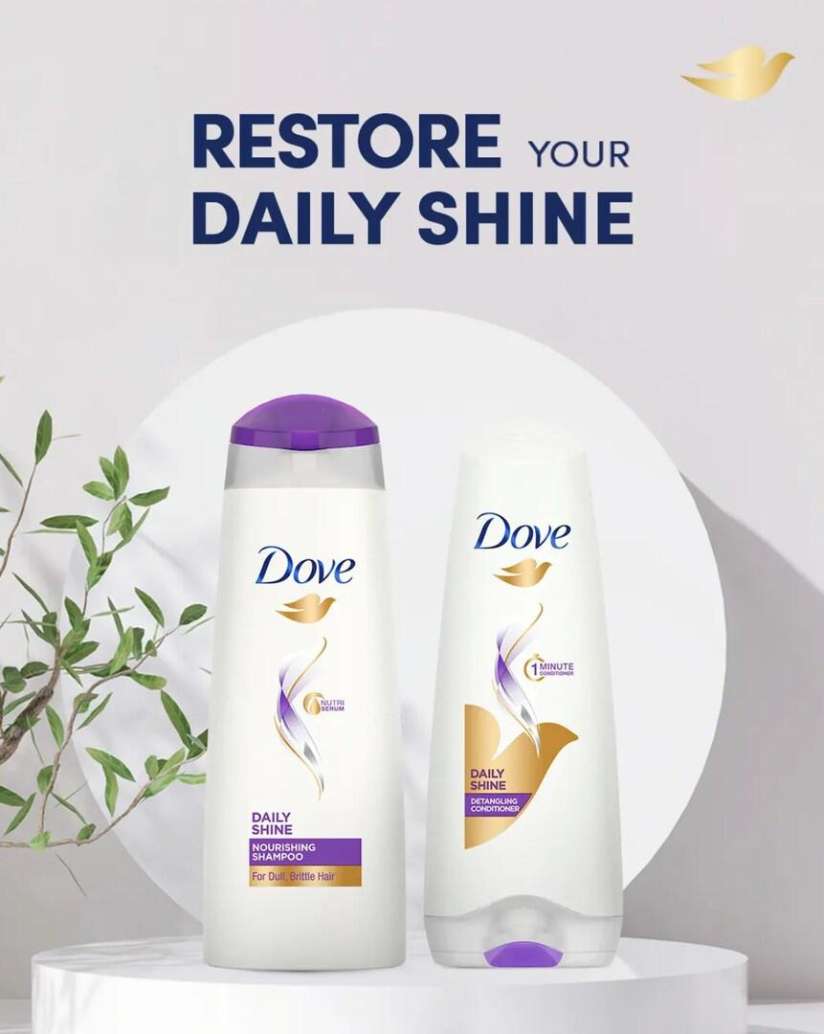 RESTORE YOUR
DAILY SHINE
Dove
NUTRI
SERUM
DAILY
SHINE
NOURISHING
SHAMPOO
For Dull, Brittle Hair
Dove
1 MINUTE
CONDITIONER
DAILY
SHINE
DETANGLING
CONDITIONER